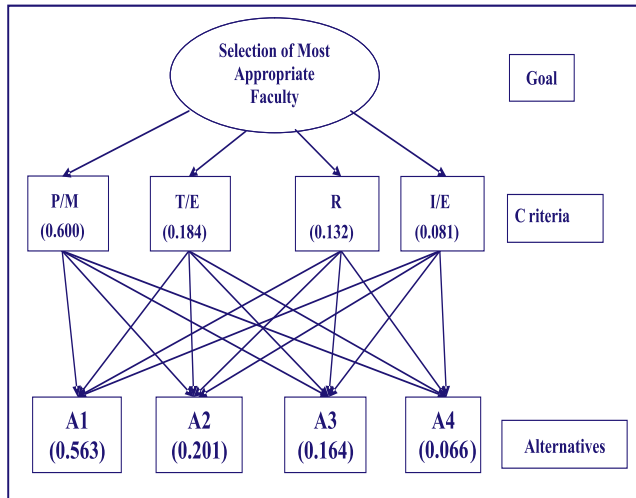 Selection of Most
Appropriate
Faculty
Goal
P/M
(0.600)
T/E
(0.184)
R
(0.132)
I/E
(0.081)
C riteria
A1
(0.563)
A2
(0.201)
A3
(0.164)
A4
(0.066)
Alternatives